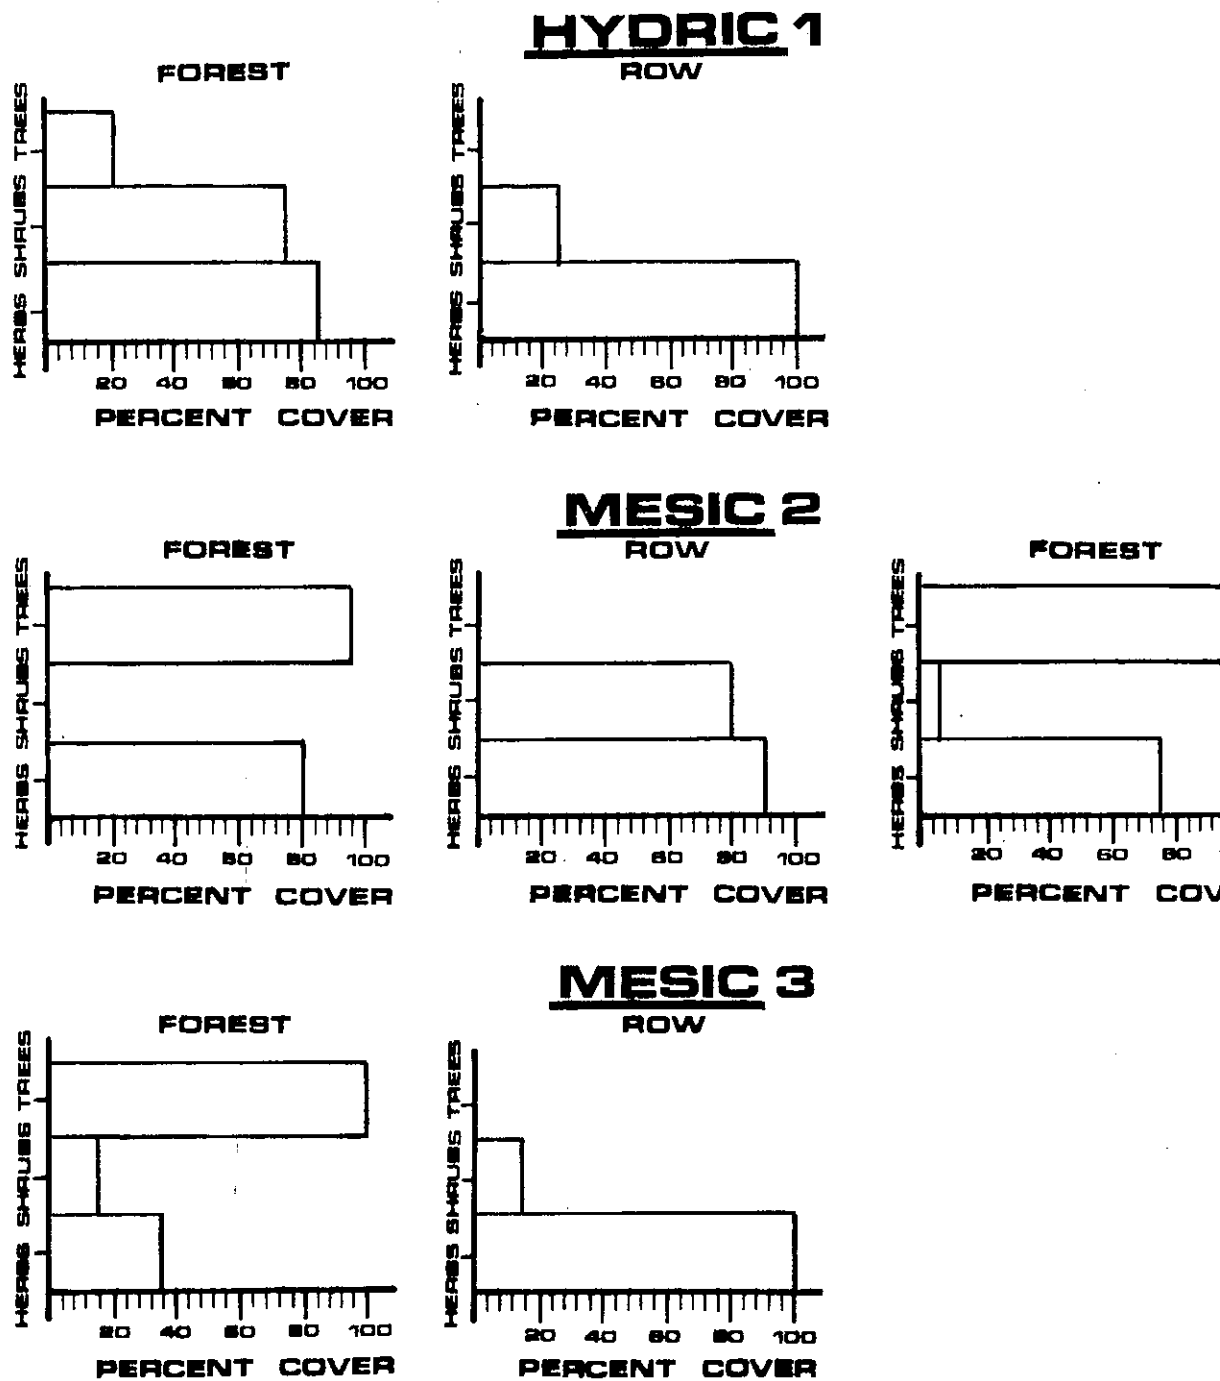 HYDRIC 1
FOREST
ROW
HERBS SHRUBS TREES
HERBS SHRUBS TREES
20 40 60 80 100
20 40 60 80 100
PERCENT COVER
PERCENT COVER
MESIC 2
FOREST
ROW
FOREST
HERBS SHRUBS TREES
HERBS SHRUBS TREES
HERBS SHRUBS TREES
20 40 60 80 100
20 40 60 80 100
20 40 60 80
PERCENT COVER
PERCENT COVER
PERCENT COV
MESIC 3
FOREST
ROW
HERBS SHRUBS TREES
HERBS SHRUBS TREES
20 40 60 80 100
20 40 60 80 100
PERCENT COVER
PERCENT COVER